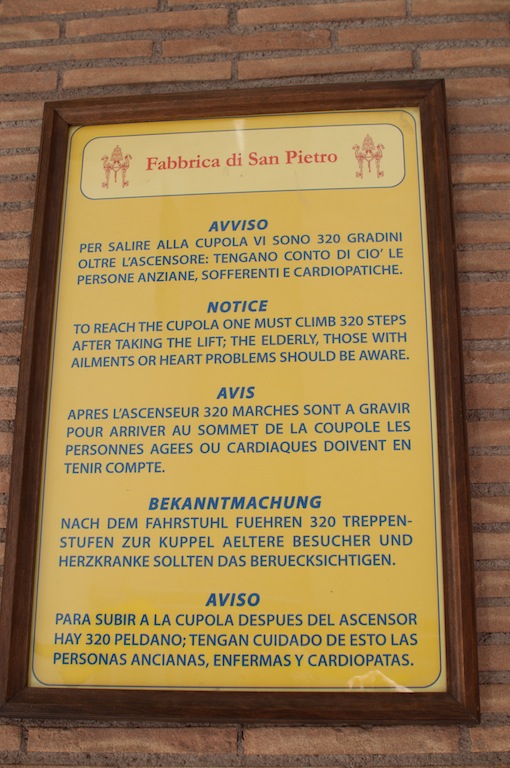 Fabbrica di San Pietro
AVVISO
PER SALIRE ALLA CUPOLA VI SONO 320 GRADINI
OLTRE L'ASCENSORE: TENGANO CONTO DI CIO' LE
PERSONE ANZIANE, SOFFERENTI E CARDIOPATICHE.
NOTICE
TO REACH THE CUPOLA ONE MUST CLIMB 320 STEPS
AFTER TAKING THE LIFT; THE ELDERLY, THOSE WITH
AILMENTS OR HEART PROBLEMS SHOULD BE AWARE.
AVIS
APRES L'ASCENSEUR 320 MARCHES SONT A GRAVIR
POUR ARRIVER AU SOMMET DE LA COUPOLE LES
PERSONNES AGEES OU CARDIAQUES DOIVENT EN
TENIR COMPTE.
BEKANNTMACHUNG
NACH DEM FAHRSTUHL FUEHREN 320 TREPPEN-
STUFEN ZUR KUPPEL AELTERE BESUCHER UND
HERZKRANKE SOLLTEN DAS BERUECKSICHTIGEN.
AVISO
PARA SUBIR A LA CUPOLA DESPUES DEL ASCENSOR
HAY 320 PELDANO; TENGAN CUIDADO DE ESTO LAS
PERSONAS ANCIANAS, ENFERMAS Y CARDIOPATAS.